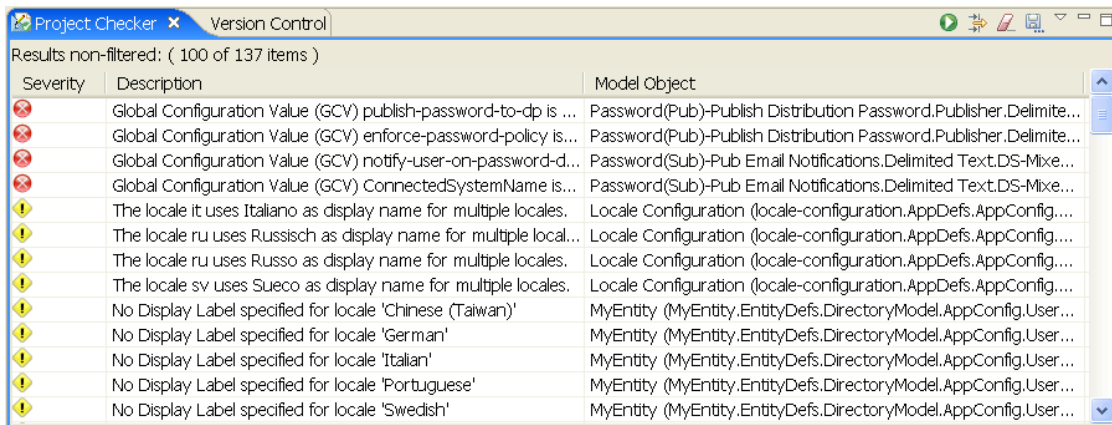 Project Checker Version Control
Results non-filtered: ( 100 of 137 items )
Severity Description Model Object
Global Configuration Value (GCV) publish-password-to-dp is ... Password(Pub)-Publish Distribution Password.Publisher.Delimite...
Global Configuration Value (GCV) enforce-password-policy is... Password(Pub)-Publish Distribution Password.Publisher.Delimite...
Global Configuration Value (GCV) notify-user-on-password-d... Password(Sub)-Pub Email Notifications.Delimited Text.DS-Mixe...
Global Configuration Value (GCV) ConnectedSystemName is... Password(Sub)-Pub Email Notifications.Delimited Text.DS-Mixe...
The locale it uses Italiano as display name for multiple locales. Locale Configuration (locale-configuration.AppDefs.AppConfig....
The locale ru uses Russisch as display name for multiple local... Locale Configuration (locale-configuration.AppDefs.AppConfig....
The locale ru uses Russo as display name for multiple locales. Locale Configuration (locale-configuration.AppDefs.AppConfig....
The locale sv uses Sueco as display name for multiple locales. Locale Configuration (locale-configuration.AppDefs.AppConfig....
No Display Label specified for locale 'Chinese (Taiwan)' MyEntity (MyEntity.EntityDefs.DirectoryModel.AppConfig.User...
No Display Label specified for locale 'German' MyEntity (MyEntity.EntityDefs.DirectoryModel.AppConfig.User...
No Display Label specified for locale 'Italian' MyEntity (MyEntity.EntityDefs.DirectoryModel.AppConfig.User...
No Display Label specified for locale 'Portuguese' MyEntity (MyEntity.EntityDefs.DirectoryModel.AppConfig.User...
No Display Label specified for locale 'Swedish' MyEntity (MyEntity.EntityDefs.DirectoryModel.AppConfig.User...